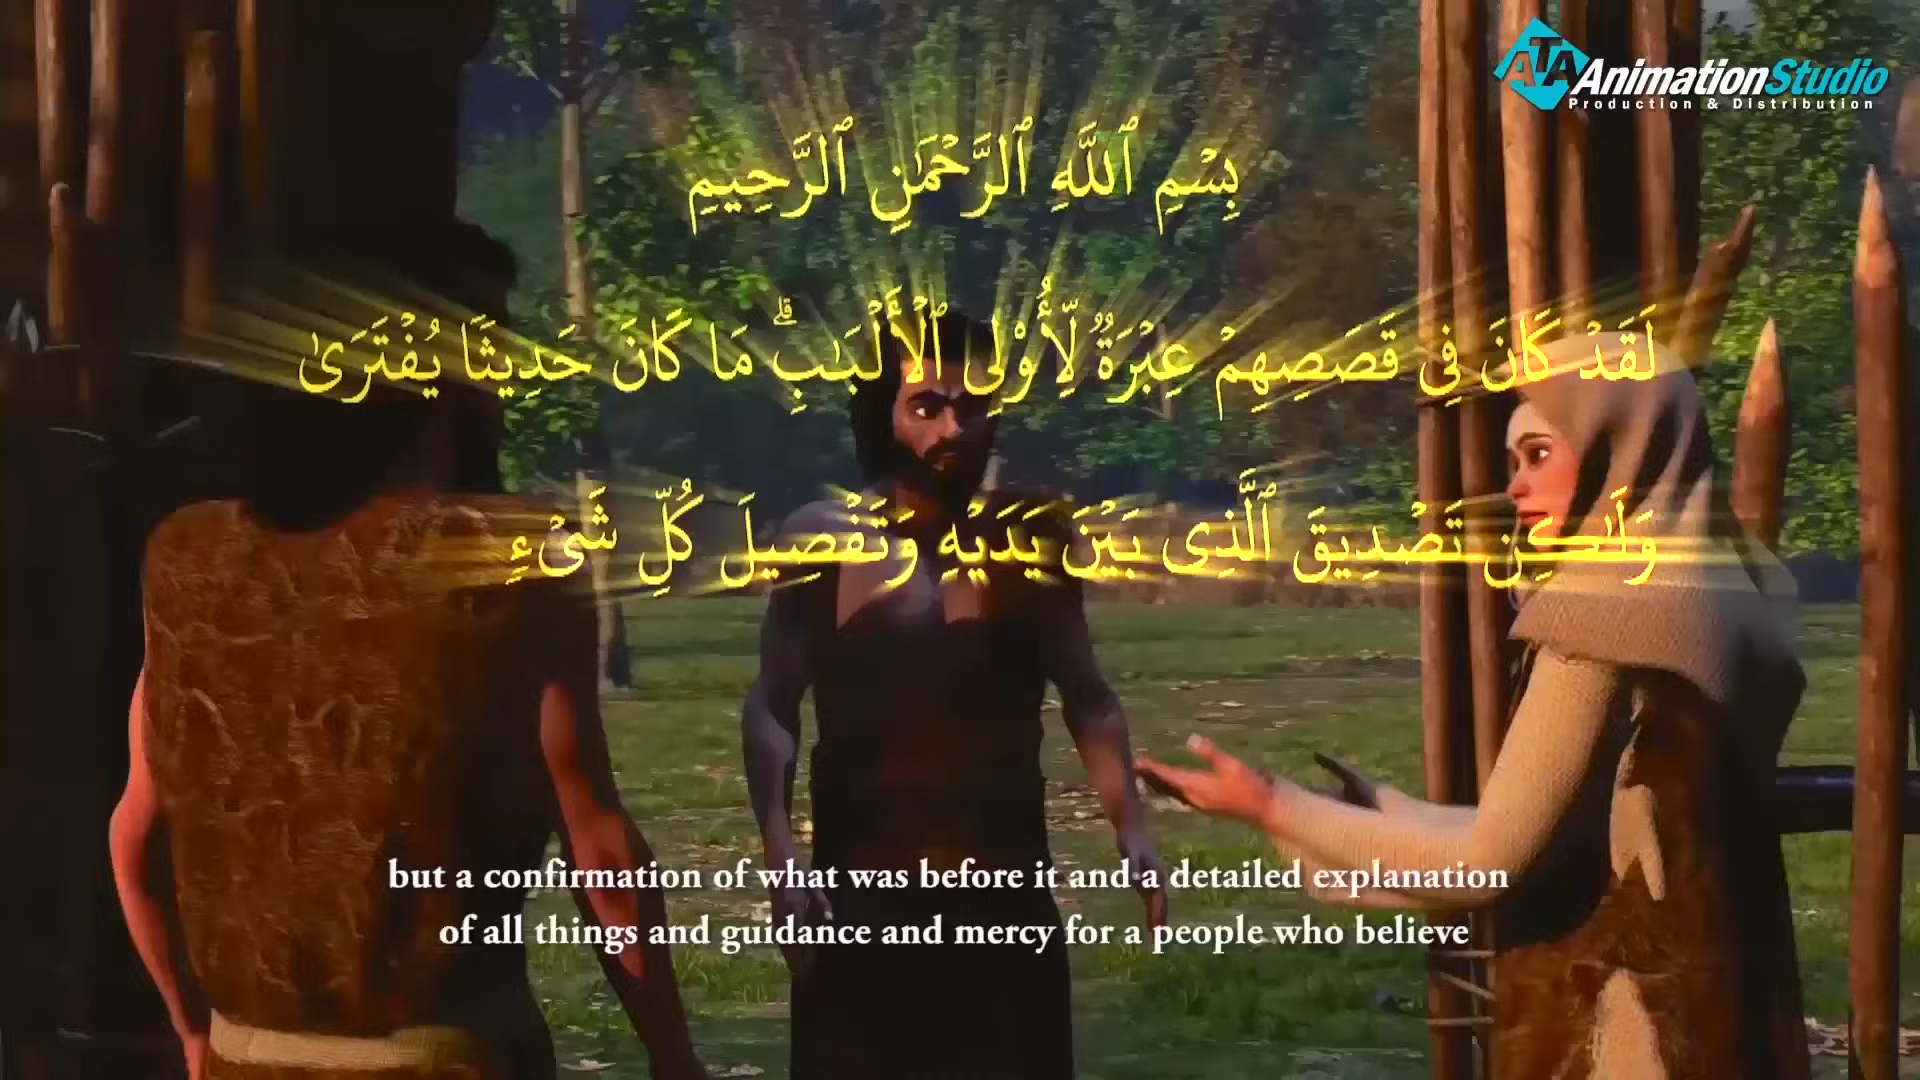 ATA AnimationStudio
Production & Distribution
بِسْمِ ٱللَّهِ ٱلرَّحْمَٰنِ ٱلرَّحِيمِ
لَقَدْ كَانَ فِى قَصَصِهِمْ عِبْرَةٌ لِّأُو۟لِى ٱلْأَلْبَٰبِ ۗ مَا كَانَ حَدِيثًا يُفْتَرَىٰ
وَلَٰكِن تَصْدِيقَ ٱلَّذِى بَيْنَ يَدَيْهِ وَتَفْصِيلَ كُلِّ شَىْءٍ
but a confirmation of what was before it and a detailed explanation
of all things and guidance and mercy for a people who believe